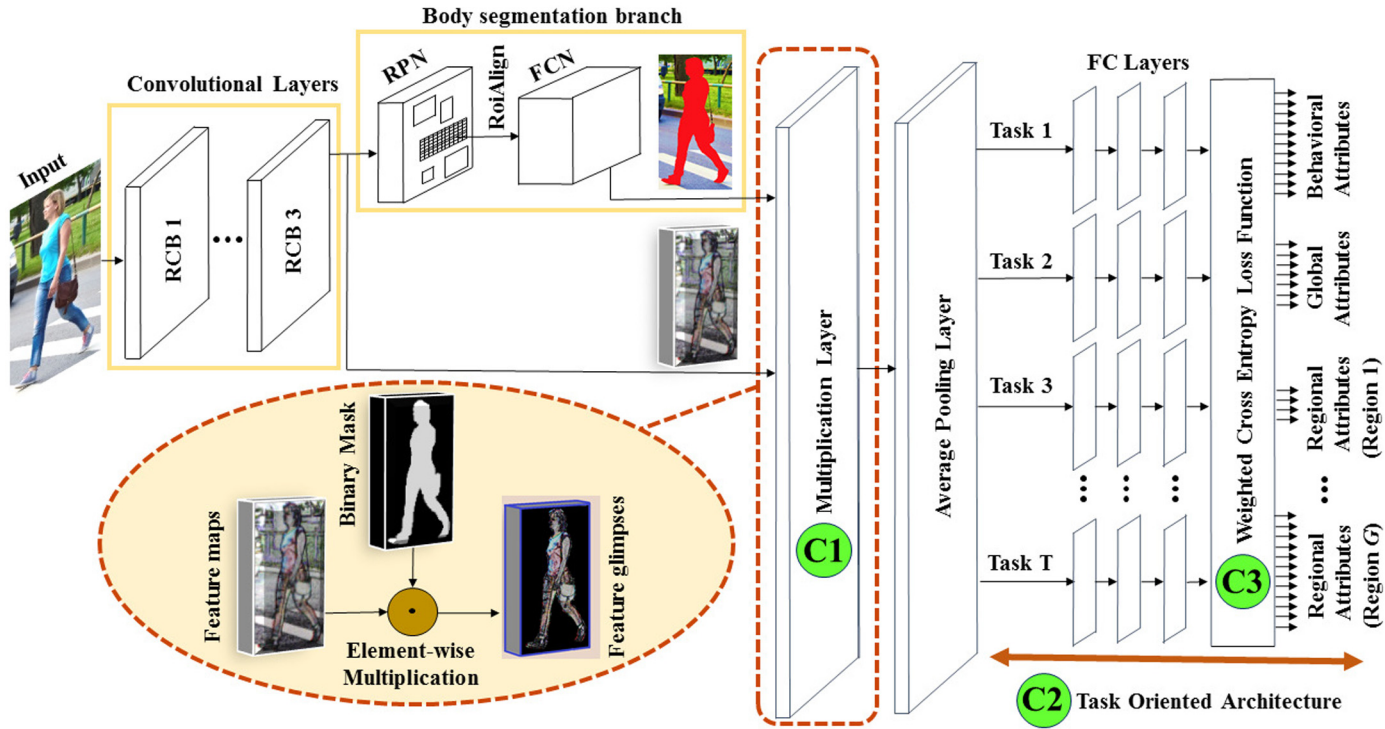 Body segmentation branch
Convolutional Layers
RPN
RoiAlign
FCN
FC Layers
Input
RCB 1
RCB 3
Multiplication Layer
C1
Average Pooling Layer
Task 1
Task 2
Task 3
Task T
Weighted Cross Entropy Loss Function
C3
Behavioral
Attributes
Global
Attributes
Regional
Attributes
(Region 1)
Regional
Attributes
(Region G)
Feature maps
Binary Mask
Feature glimpses
Element-wise
Multiplication
C2 Task Oriented Architecture